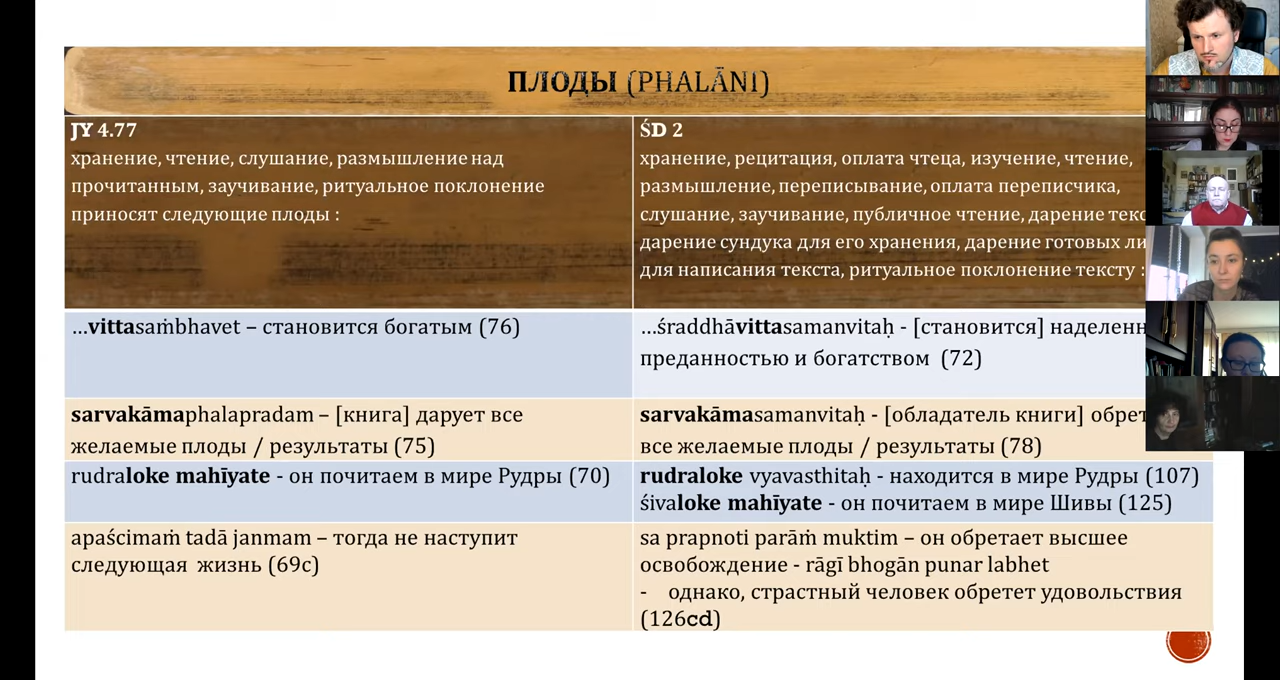 ПЛОДЫ (PHALĀNI)
JY 4.77
хранение, чтение, слушание, размышление над
прочитанным, заучивание, ритуальное поклонение
приносят следующие плоды :
ŚD 2
хранение, рецитация, оплата чтеца, изучение, чтение,
размышление, переписывание, оплата переписчика,
слушание, заучивание, публичное чтение, дарение
дарение сундука для его хранения, дарение готовых
для написания текста, ритуальное поклонение тексту :
…vittasaṁbhavet – становится богатым (76)
…śraddhāvittasamanvitaḥ - [становится]
преданностью и богатством (72)
sarvakāmaphalapradam – [книга] дарует все
желаемые плоды / результаты (75)
sarvakāmasamanvitaḥ - [обладатель книги]
все желаемые плоды / результаты (78)
rudraloke mahīyate - он почитаем в мире Рудры (70)
rudraloke vyavasthitaḥ - находится в мире Рудры (107)
śivaloke mahīyate - он почитаем в мире Шивы (125)
apaścimaṁ tadā janmam – тогда не наступит
следующая жизнь (69c)
sa prapnoti parāṁ muktim – он обретает высшее
освобождение - rāgī bhogān punar labhet
- однако, страстный человек обретет удовольствия
(126cd)